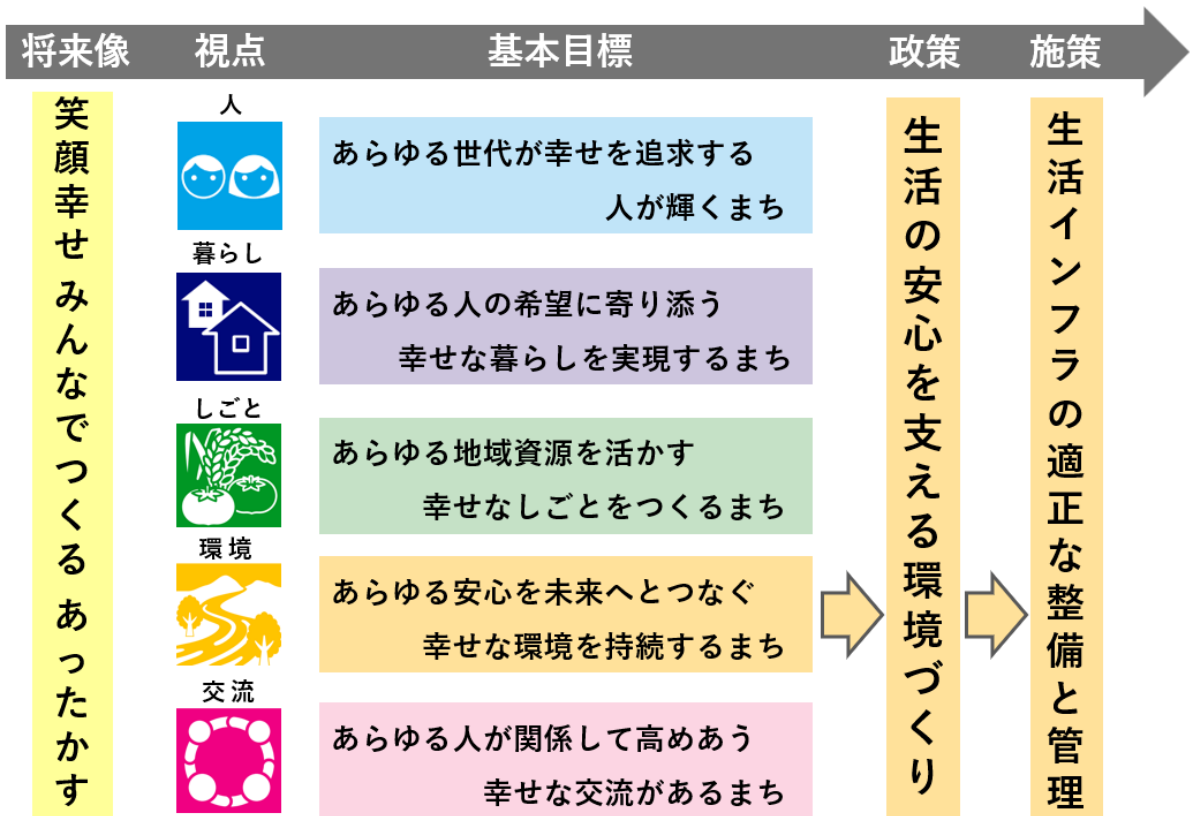 将来像 視点 基本目標 政策 施策
笑顔幸せ みんなでつくる あったかす
人
あらゆる世代が幸せを追求する
人が輝くまち
暮らし
あらゆる人の希望に寄り添う
幸せな暮らしを実現するまち
しごと
あらゆる地域資源を活かす
幸せなしごとをつくるまち
環境
あらゆる安心を未来へとつなぐ
幸せな環境を持続するまち
交流
あらゆる人が関係して高めあう
幸せな交流があるまち
生活の安心を支える環境づくり
生活インフラの適正な整備と管理